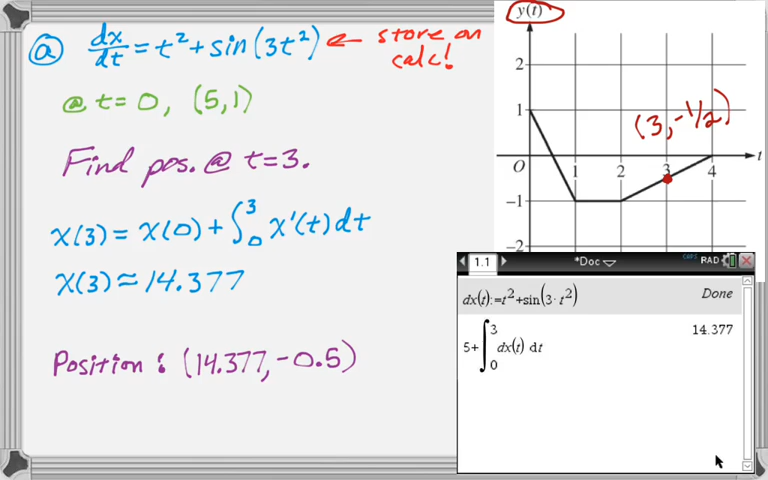 ⓐ dx/dt = t² + sin(3t²) ← store on calc!
@ t = 0, (5,1)
Find pos. @ t=3.
x(3) = x(0) + ∫₀³ x'(t) dt
x(3) ≈ 14.377
Position : (14.377, -0.5)
y(t)
2
1
(3, -1/2)
O
1 2 3 4 t
-1
-2
1.1 *Doc RAD
dx(t):=t²+sin(3·t²) Done
5+∫₀³ dx(t) dt 14.377